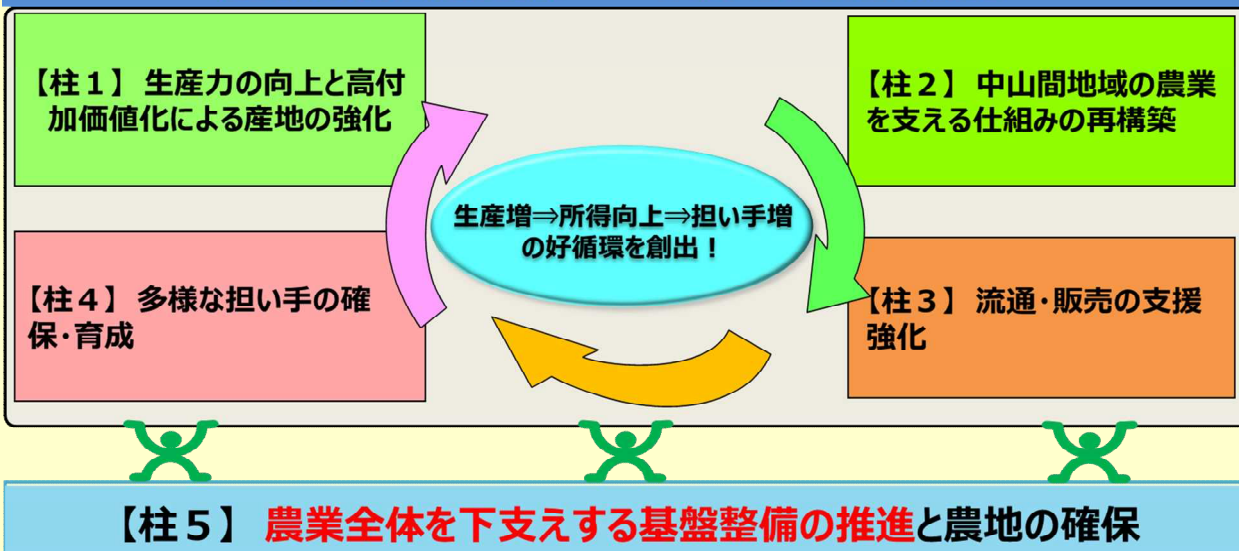 【柱１】 生産力の向上と高付
加価値化による産地の強化
【柱２】 中山間地域の農業
を支える仕組みの再構築
生産増⇒所得向上⇒担い手増
の好循環を創出！
【柱４】 多様な担い手の確
保･育成
【柱３】 流通･販売の支援
強化
【柱５】 農業全体を下支えする基盤整備の推進と農地の確保